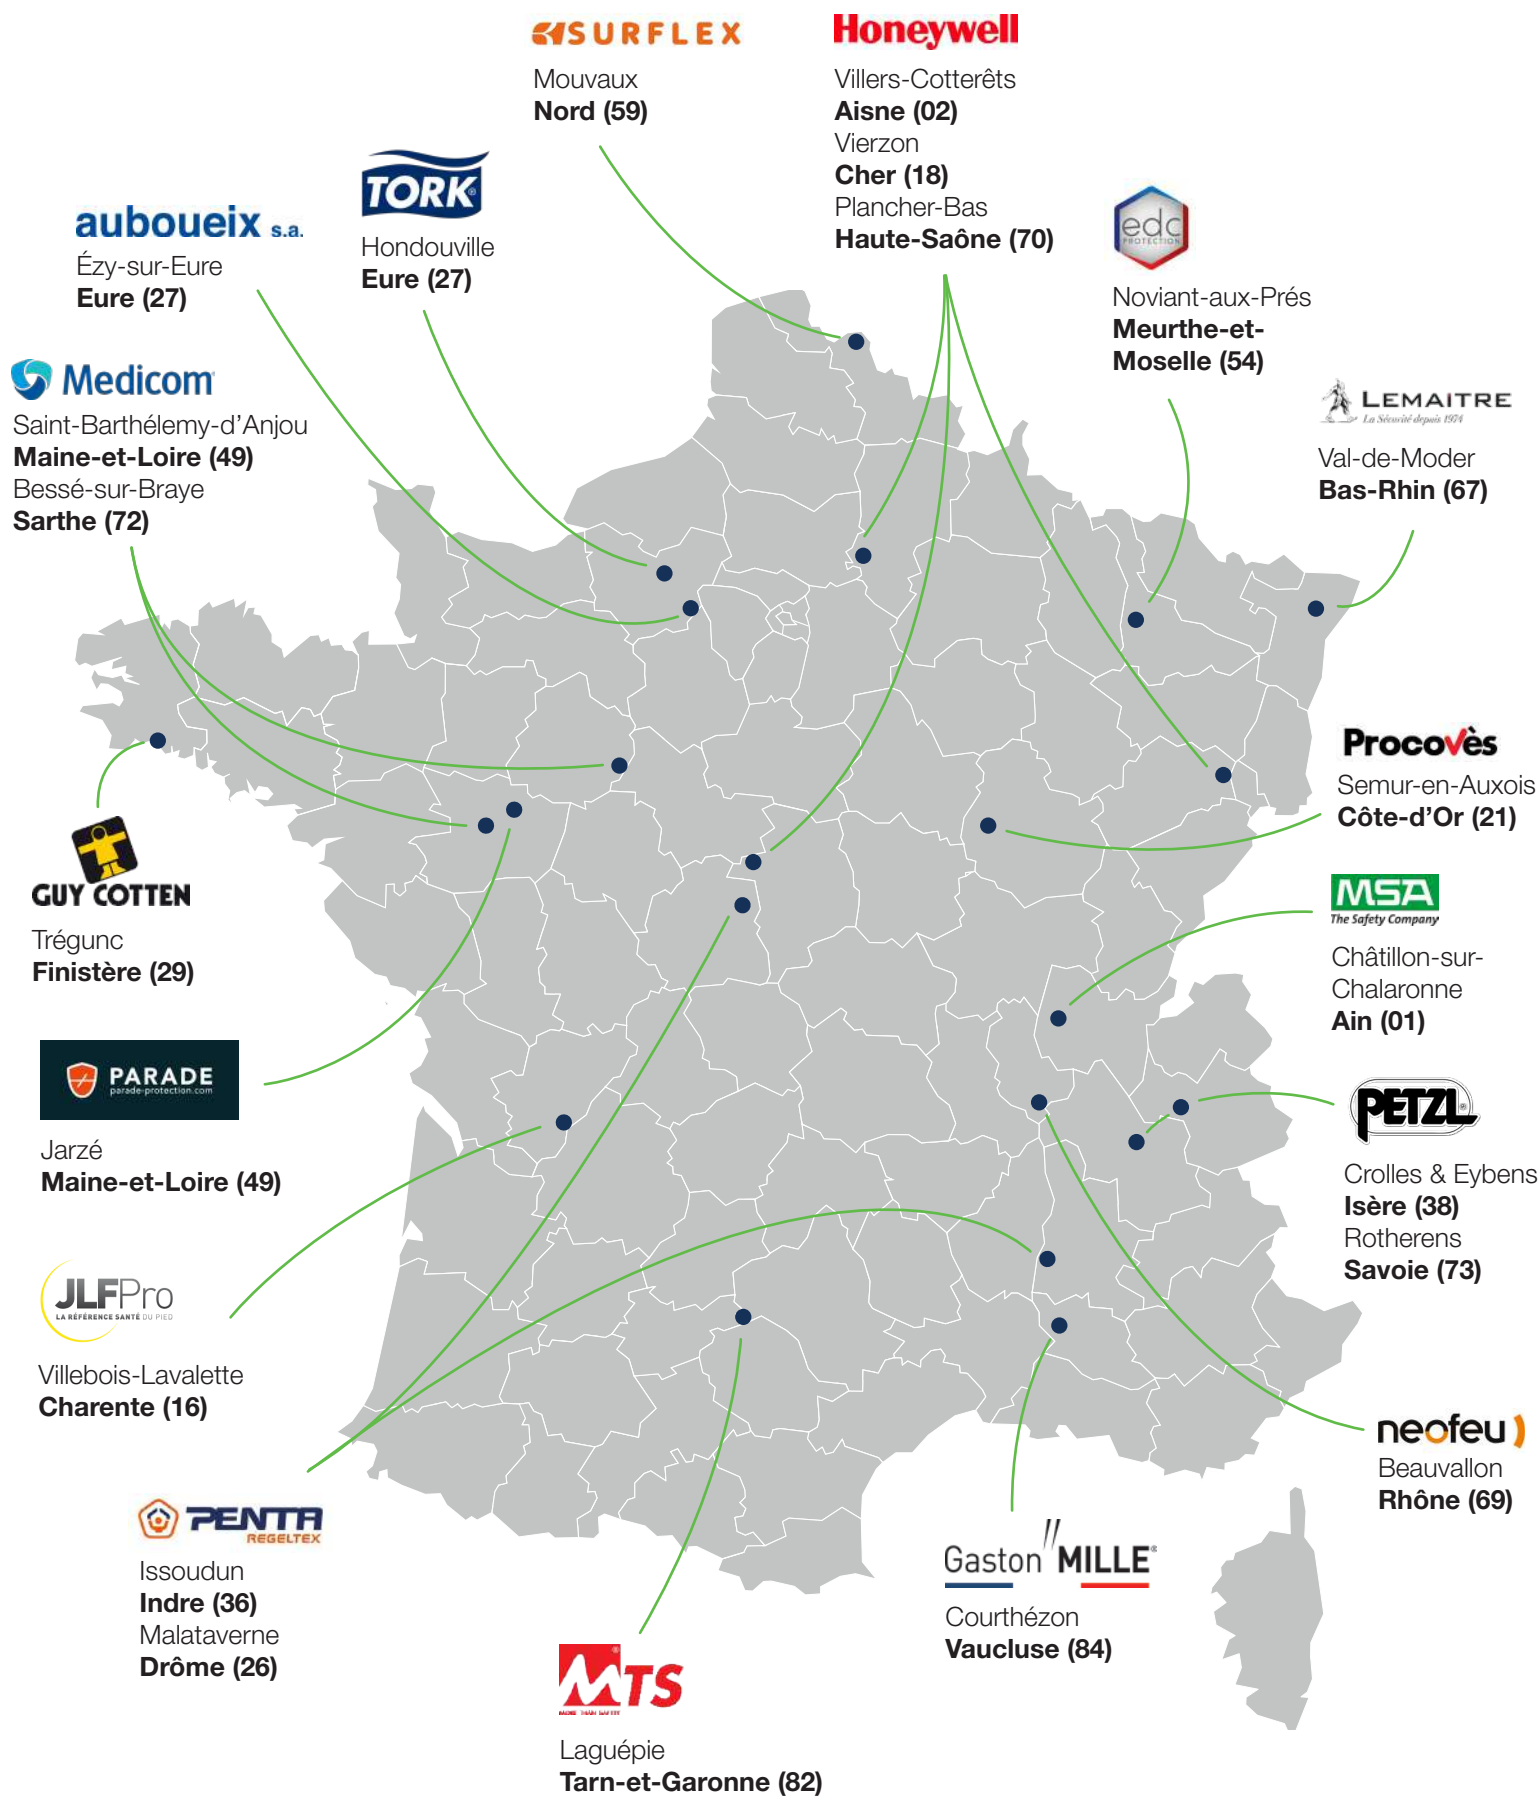 SURFLEX
Mouvaux
Nord (59)
Honeywell
Villers-Cotterêts
Aisne (02)
Vierzon
Cher (18)
Plancher-Bas
Haute-Saône (70)
TORK®
Hondouville
Eure (27)
auboueix s.a.
Ézy-sur-Eure
Eure (27)
edc
PROTECTION
Noviant-aux-Prés
Meurthe-et-
Moselle (54)
Medicom
Saint-Barthélemy-d'Anjou
Maine-et-Loire (49)
Bessé-sur-Braye
Sarthe (72)
LEMAITRE
La Sécurité depuis 1974
Val-de-Moder
Bas-Rhin (67)
Procovès
Semur-en-Auxois
Côte-d'Or (21)
GUY COTTEN
Trégunc
Finistère (29)
MSA
The Safety Company
Châtillon-sur-
Chalaronne
Ain (01)
PARADE
parade-protection.com
Jarzé
Maine-et-Loire (49)
PETZL®
Crolles & Eybens
Isère (38)
Rotherens
Savoie (73)
JLFPro
LA RÉFÉRENCE SANTÉ DU PIED
Villebois-Lavalette
Charente (16)
neofeu
Beauvallon
Rhône (69)
PENTA
REGELTEX
Issoudun
Indre (36)
Malataverne
Drôme (26)
Gaston MILLE®
Courthézon
Vaucluse (84)
MTS®
Laguépie
Tarn-et-Garonne (82)